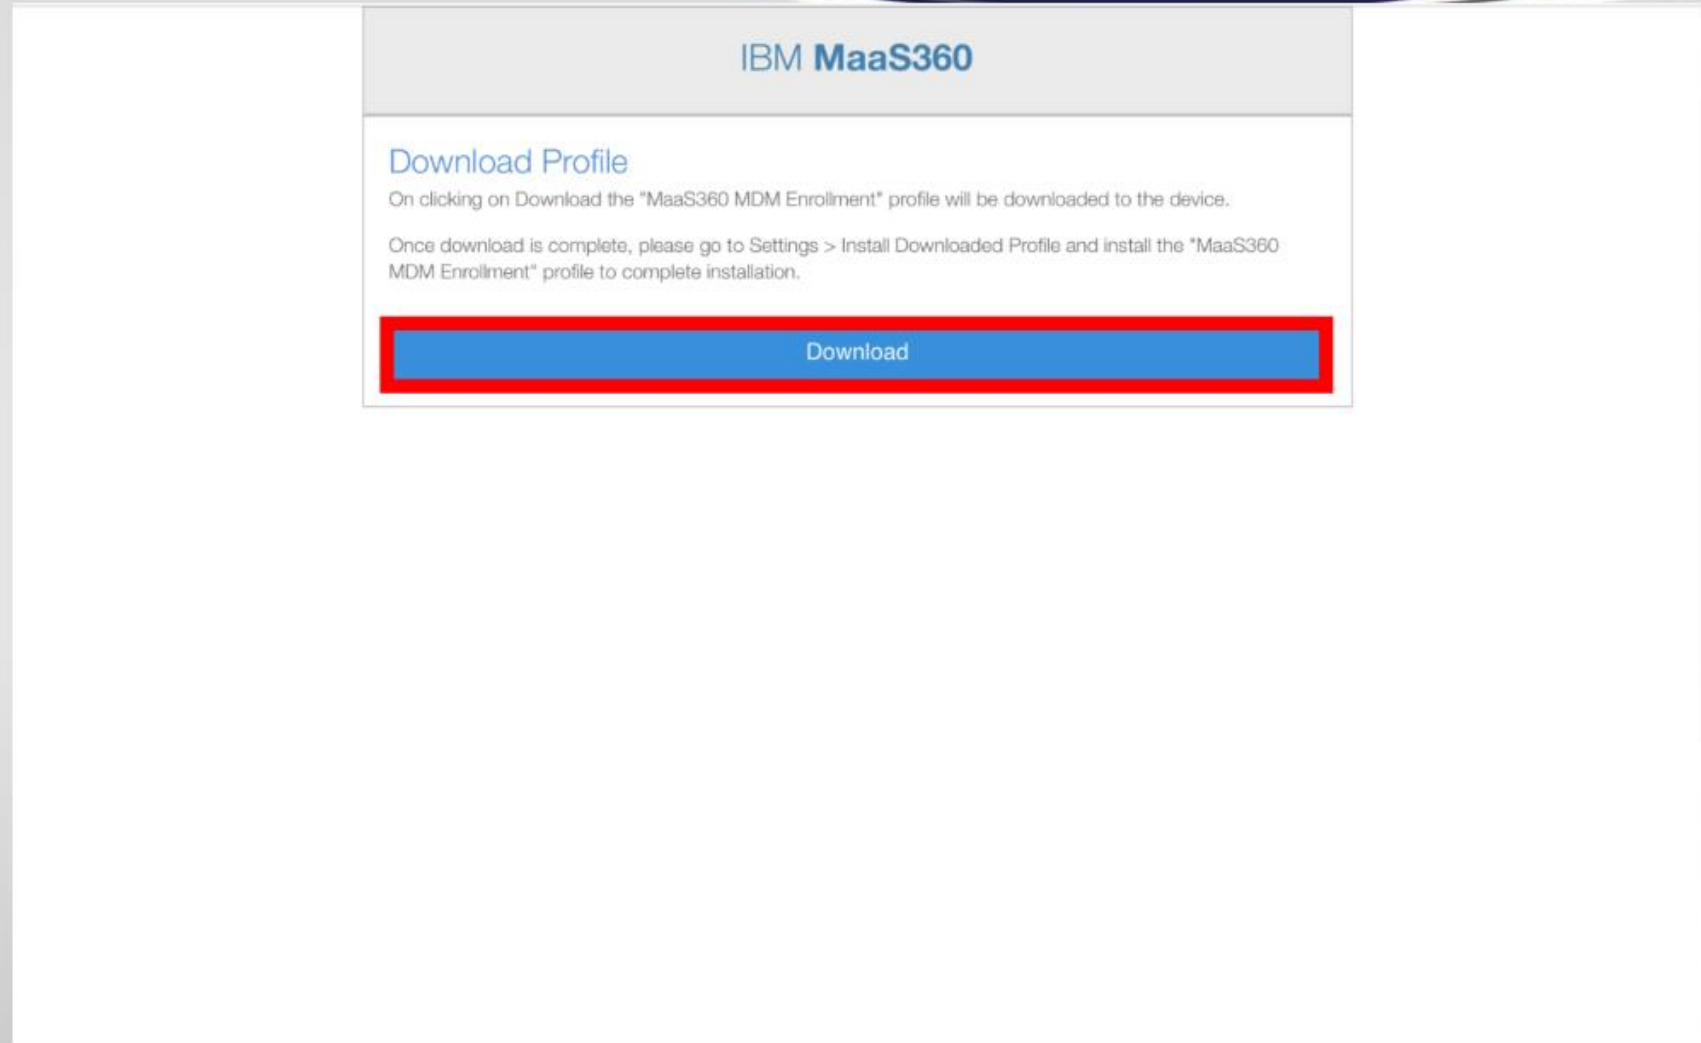 IBM MaaS360
Download Profile
On clicking on Download the "MaaS360 MDM Enrollment" profile will be downloaded to the device.
Once download is complete, please go to Settings > Install Downloaded Profile and install the "MaaS360
MDM Enrollment" profile to complete installation.
Download